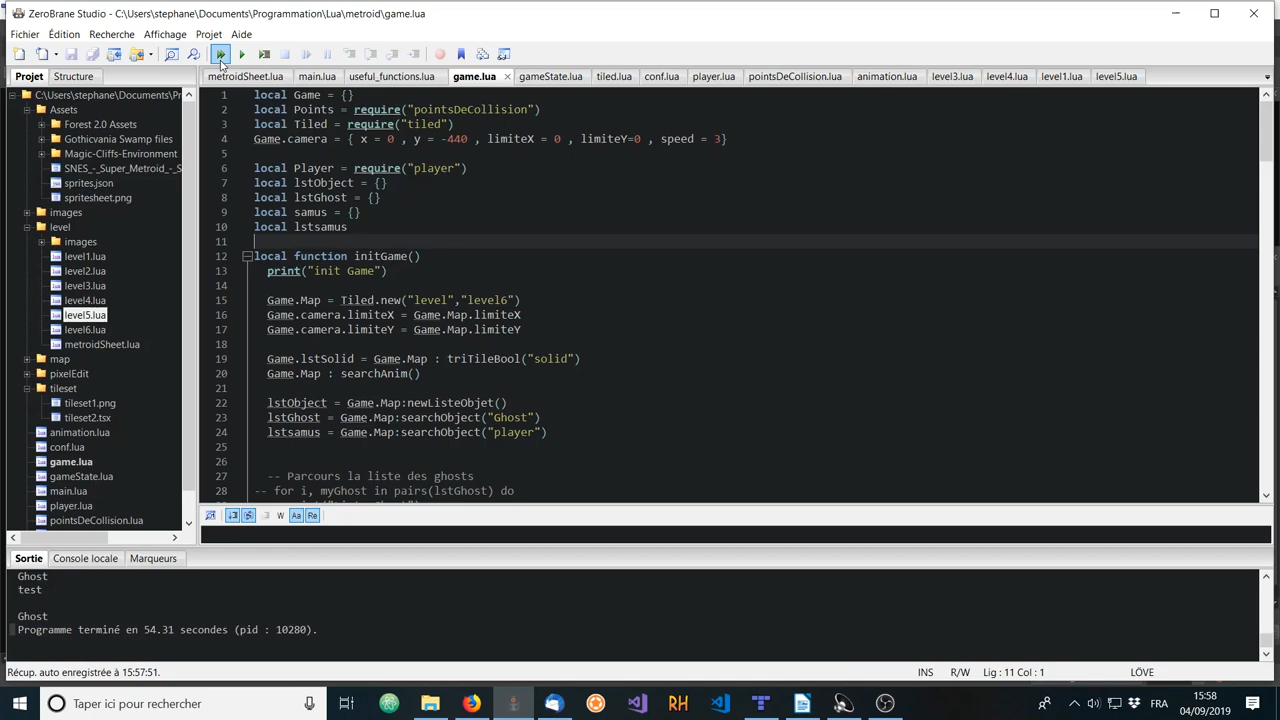 ZeroBrane Studio - C:\Users\stephane\Documents\Programmation\Lua\metroid\game.lua
Fichier Édition Recherche Affichage Projet Aide
Projet Structure
metroidSheet.lua main.lua useful_functions.lua game.lua gameState.lua tiled.lua conf.lua player.lua pointsDeCollision.lua animation.lua level3.lua level4.lua level1.lua level5.lua
C:\Users\stephane\Documents\Pr
Assets
Forest 2.0 Assets
Gothicvania Swamp files
Magic-Cliffs-Environment
SNES_-_Super_Metroid_-_S
sprites.json
spritesheet.png
images
level
images
level1.lua
level2.lua
level3.lua
level4.lua
level5.lua
level6.lua
metroidSheet.lua
map
pixelEdit
tileset
tileset1.png
tileset2.tsx
animation.lua
conf.lua
game.lua
gameState.lua
main.lua
player.lua
pointsDeCollision.lua
1 local Game = {}
2 local Points = require("pointsDeCollision")
3 local Tiled = require("tiled")
4 Game.camera = { x = 0 , y = -440 , limiteX = 0 , limiteY=0 , speed = 3}
5
6 local Player = require("player")
7 local lstObject = {}
8 local lstGhost = {}
9 local samus = {}
10 local lstsamus
11
12 local function initGame()
13 print("init Game")
14
15 Game.Map = Tiled.new("level","level6")
16 Game.camera.limiteX = Game.Map.limiteX
17 Game.camera.limiteY = Game.Map.limiteY
18
19 Game.lstSolid = Game.Map : triTileBool("solid")
20 Game.Map : searchAnim()
21
22 lstObject = Game.Map:newListeObjet()
23 lstGhost = Game.Map:searchObject("Ghost")
24 lstsamus = Game.Map:searchObject("player")
25
26
27 -- Parcours la liste des ghosts
28 -- for i, myGhost in pairs(lstGhost) do
W Aa Re
Sortie Console locale Marqueurs
Ghost
test
Ghost
Programme terminé en 54.31 secondes (pid : 10280).
Récup. auto enregistrée à 15:57:51. INS R/W Lig : 11 Col : 1 LÖVE
Taper ici pour rechercher
RH
FRA
15:58
04/09/2019